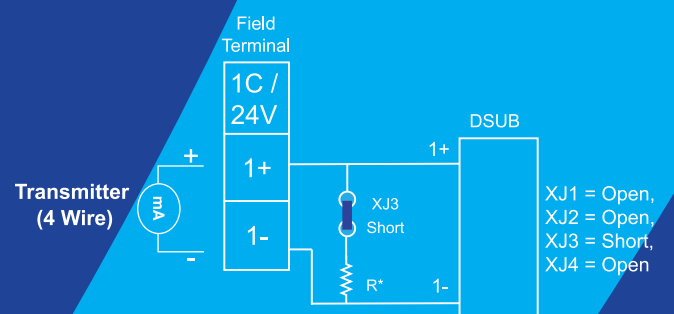 Field
Terminal
1C /
24V
DSUB
1+
+
1+
Transmitter
(4 Wire)
mA
XJ3
Short
XJ1 = Open,
XJ2 = Open,
XJ3 = Short,
XJ4 = Open
1-
-
R*
1-